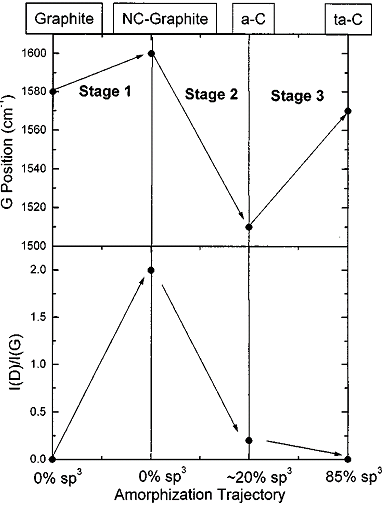 Graphite NC-Graphite a-C ta-C
1600
1580
1560
1540
1520
1500
G Position (cm⁻¹)
Stage 1 Stage 2 Stage 3
2.0
1.5
1.0
0.5
0.0
I(D)/I(G)
0% sp³ 0% sp³ ~20% sp³ 85% sp³
Amorphization Trajectory